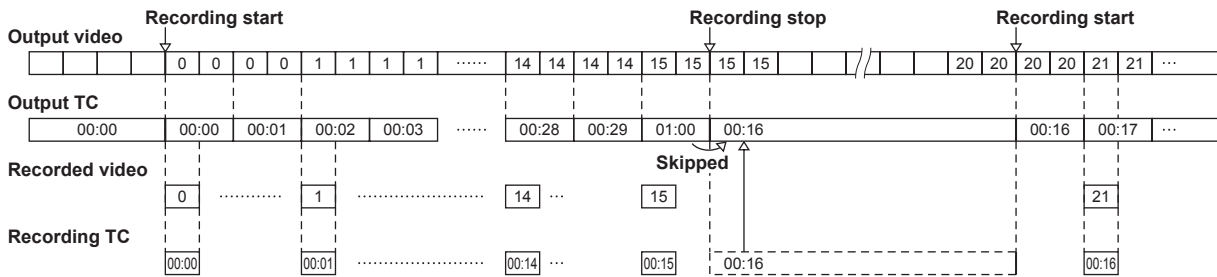 Recording start Recording stop Recording start
Output video
0 0 0 0 1 1 1 1 ...... 14 14 14 14 15 15 15 15 20 20 20 20 21 21 ...
Output TC
00:00 00:00 00:01 00:02 00:03 ...... 00:28 00:29 01:00 00:16 00:16 00:17 ...
Skipped
Recorded video
0 ........... 1 ..................... 14 ... 15 21
Recording TC
00:00 00:01 ..................... 00:14 ... 00:15 00:16 00:16